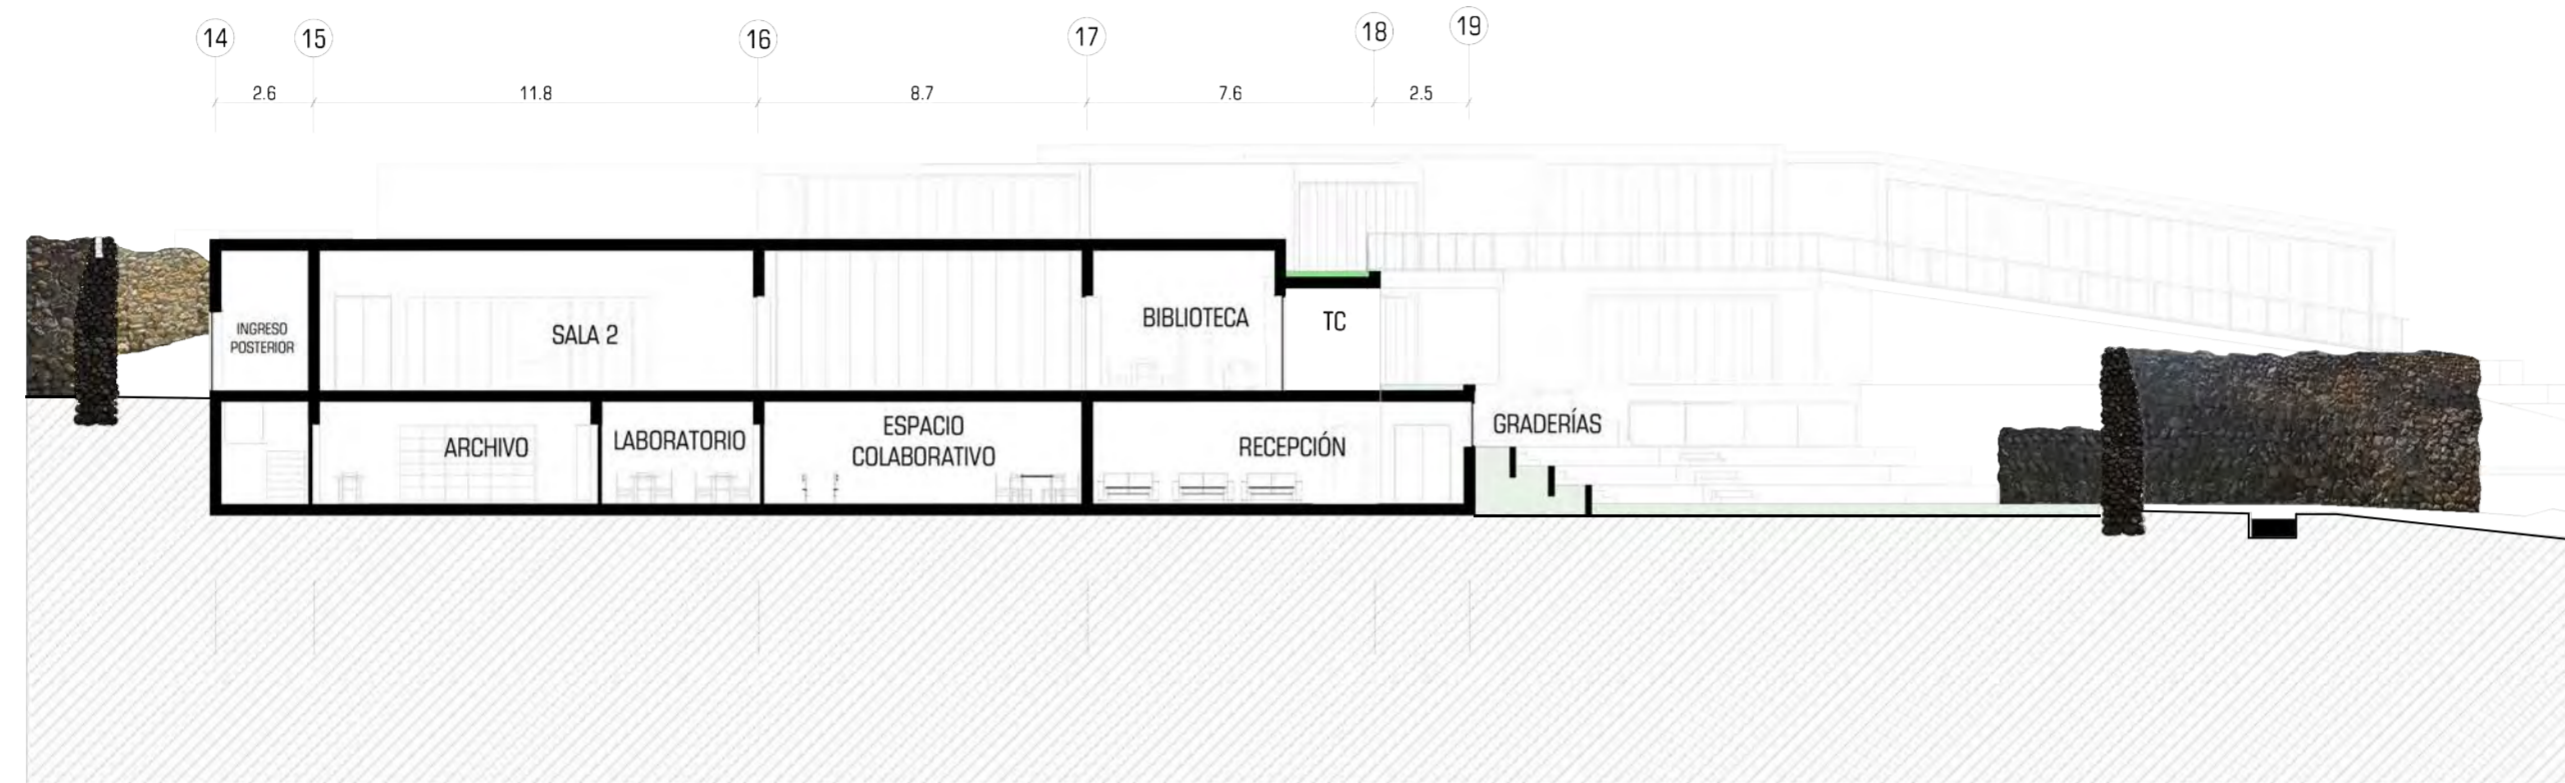 14 15 16 17 18 19
2.6 11.8 8.7 7.6 2.5
INGRESO
POSTERIOR
SALA 2
BIBLIOTECA
TC
ARCHIVO
LABORATORIO
ESPACIO
COLABORATIVO
RECEPCIÓN
GRADERÍAS